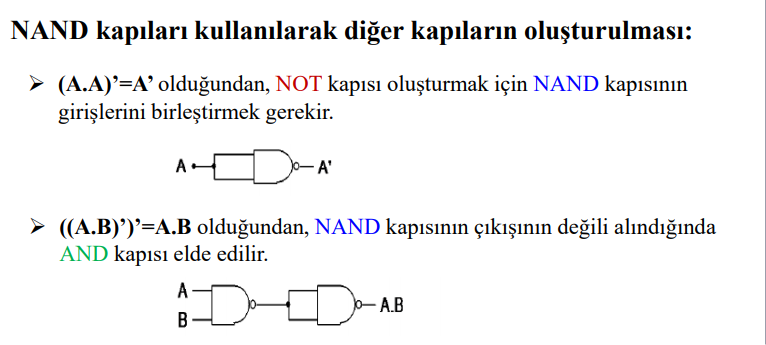 NAND kapıları kullanılarak diğer kapıların oluşturulması:
➢ (A.A)’=A’ olduğundan, NOT kapısı oluşturmak için NAND kapısının
girişlerini birleştirmek gerekir.
A A'
➢ ((A.B)’)’=A.B olduğundan, NAND kapısının çıkışının değili alındığında
AND kapısı elde edilir.
A
A.B
B